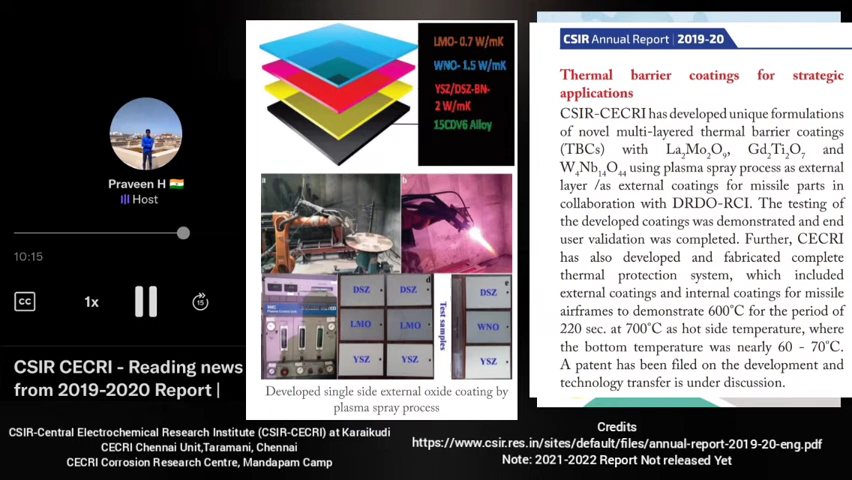 Praveen H 🇮🇳
Host
10:15
CC
1x
15
CSIR CECRI - Reading news
from 2019-2020 Report |
LMO- 0.7 W/mK
WNO- 1.5 W/mK
YSZ/DSZ-BN-
2 W/mK
15CDV6 Alloy
a
b
d
e
DSZ
DSZ
LMO
LMO
YSZ
YSZ
Test samples
DSZ
WNO
YSZ
Developed single side external oxide coating by
plasma spray process
CSIR Annual Report | 2019-20
Thermal barrier coatings for strategic
applications
CSIR-CECRI has developed unique formulations
of novel multi-layered thermal barrier coatings
(TBCs) with La₂Mo₂O₉, Gd₂Ti₂O₇ and
W₄Nb₁₄O₄₄ using plasma spray process as external
layer /as external coatings for missile parts in
collaboration with DRDO-RCI. The testing of
the developed coatings was demonstrated and end
user validation was completed. Further, CECRI
has also developed and fabricated complete
thermal protection system, which included
external coatings and internal coatings for missile
airframes to demonstrate 600°C for the period of
220 sec. at 700°C as hot side temperature, where
the bottom temperature was nearly 60 - 70°C.
A patent has been filed on the development and
technology transfer is under discussion.
CSIR-Central Electrochemical Research Institute (CSIR-CECRI) at Karaikudi
CECRI Chennai Unit,Taramani, Chennai
CECRI Corrosion Research Centre, Mandapam Camp
Credits
https://www.csir.res.in/sites/default/files/annual-report-2019-20-eng.pdf
Note: 2021-2022 Report Not released Yet